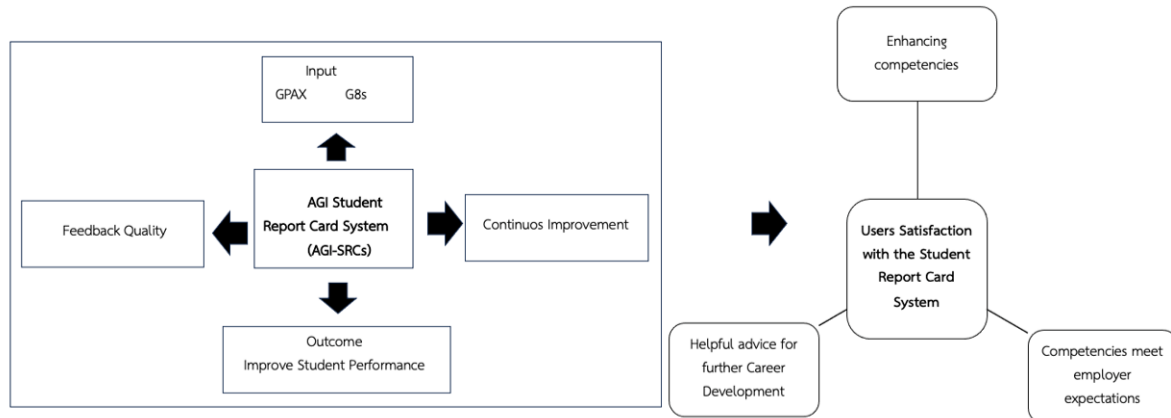 Input
GPAX G8s
AGI Student
Report Card System
(AGI-SRCs)
Feedback Quality
Continuos Improvement
Outcome
Improve Student Performance
Enhancing
competencies
Users Satisfaction
with the Student
Report Card
System
Helpful advice for
further Career
Development
Competencies meet
employer
expectations